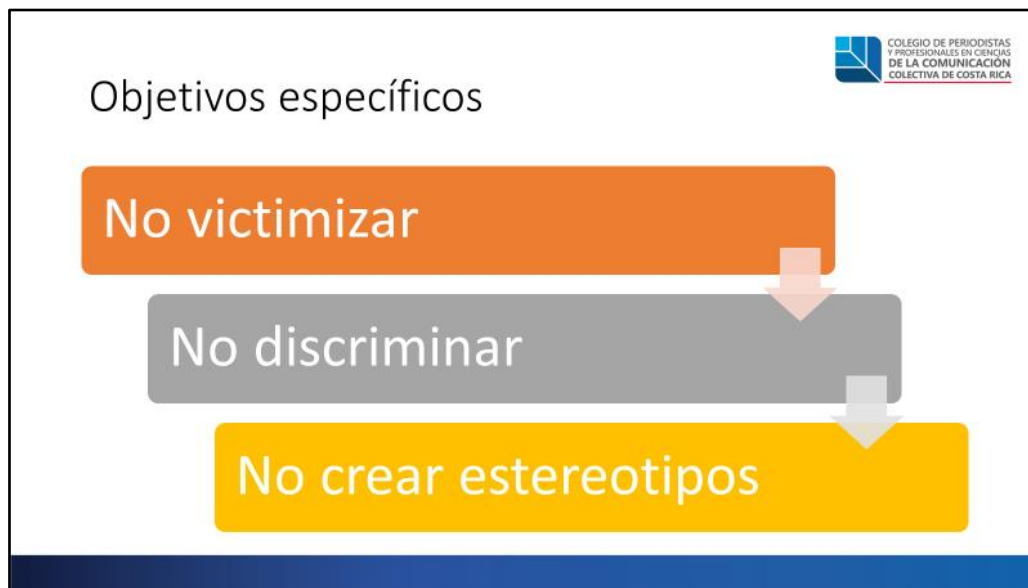 COLEGIO DE PERIODISTAS
Y PROFESIONALES EN CIENCIAS
DE LA COMUNICACIÓN
COLECTIVA DE COSTA RICA
Objetivos específicos
No victimizar
No discriminar
No crear estereotipos